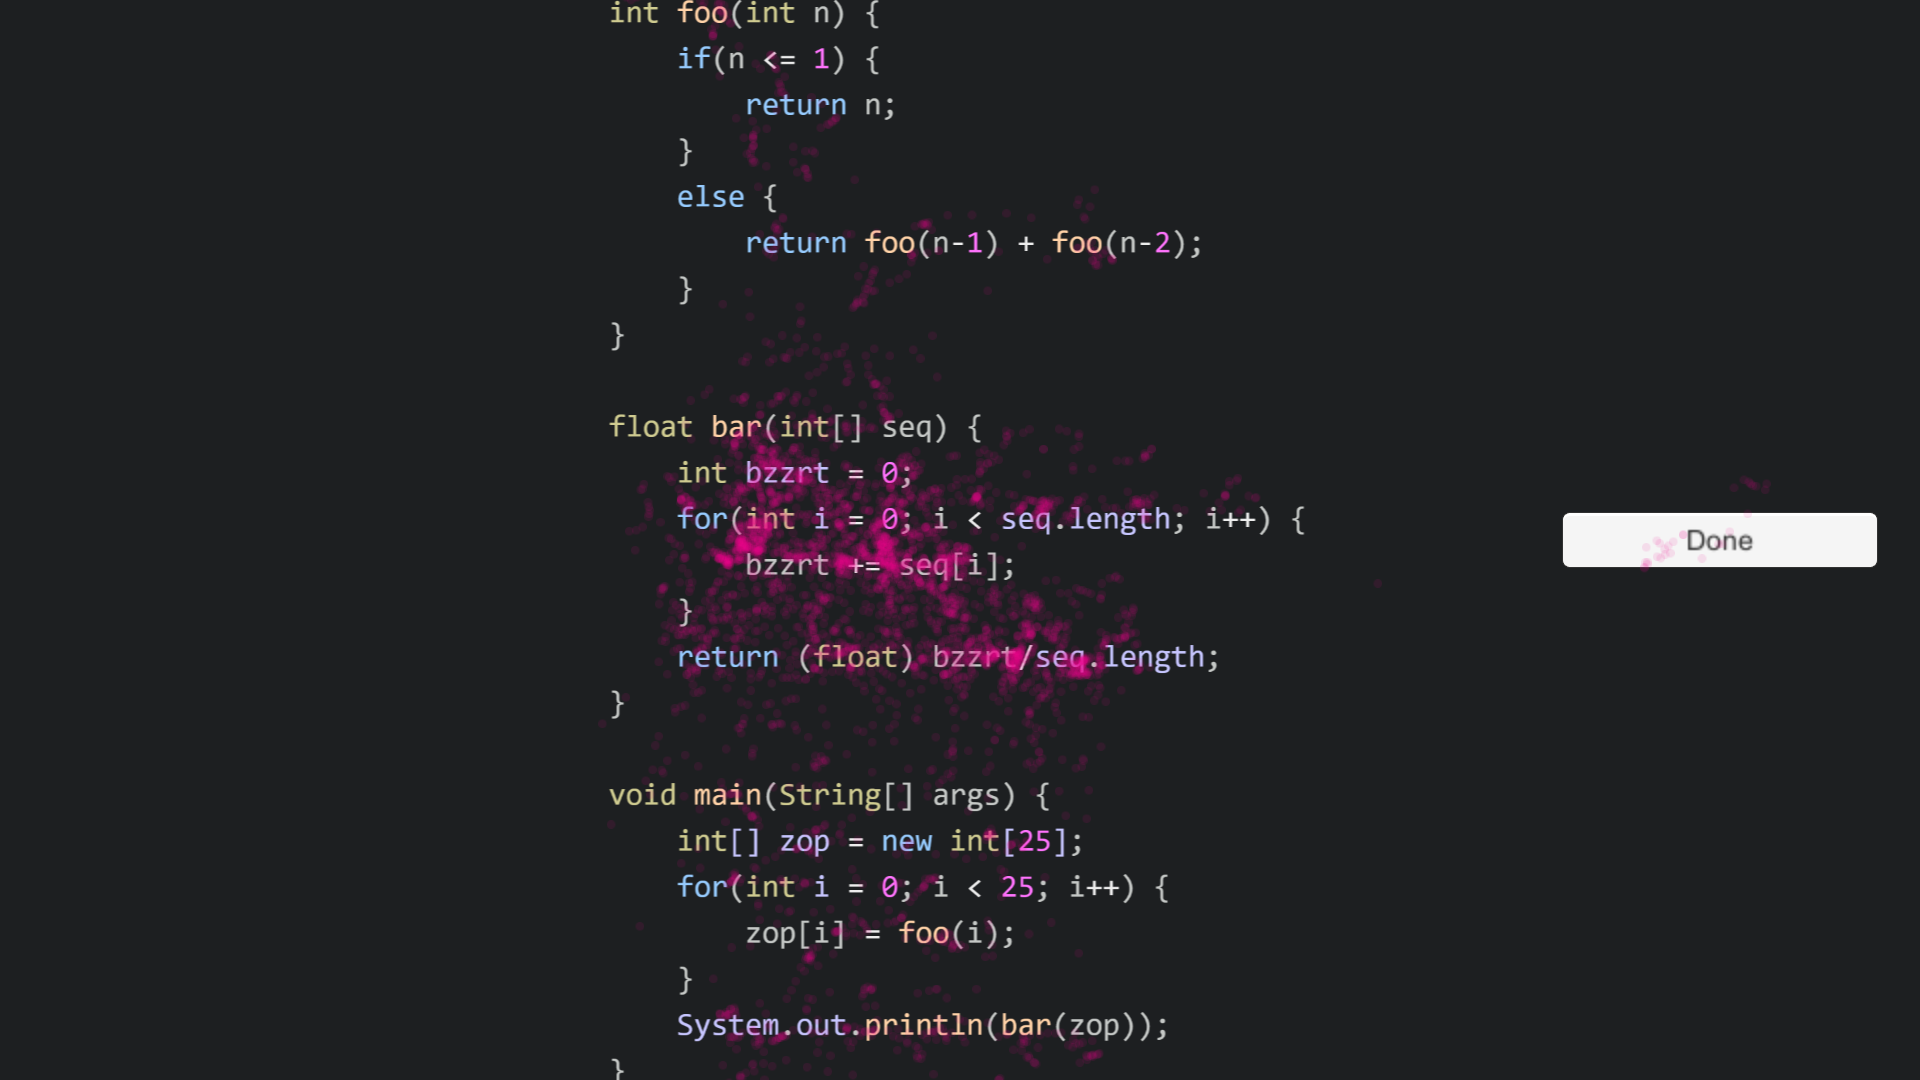 int foo(int n) {
if(n <= 1) {
return n;
}
else {
return foo(n-1) + foo(n-2);
}
}
float bar(int[] seq) {
int bzzrt = 0;
for(int i = 0; i < seq.length; i++) {
bzzrt += seq[i];
}
return (float) bzzrt/seq.length;
}
void main(String[] args) {
int[] zop = new int[25];
for(int i = 0; i < 25; i++) {
zop[i] = foo(i);
}
System.out.println(bar(zop));
}
Done